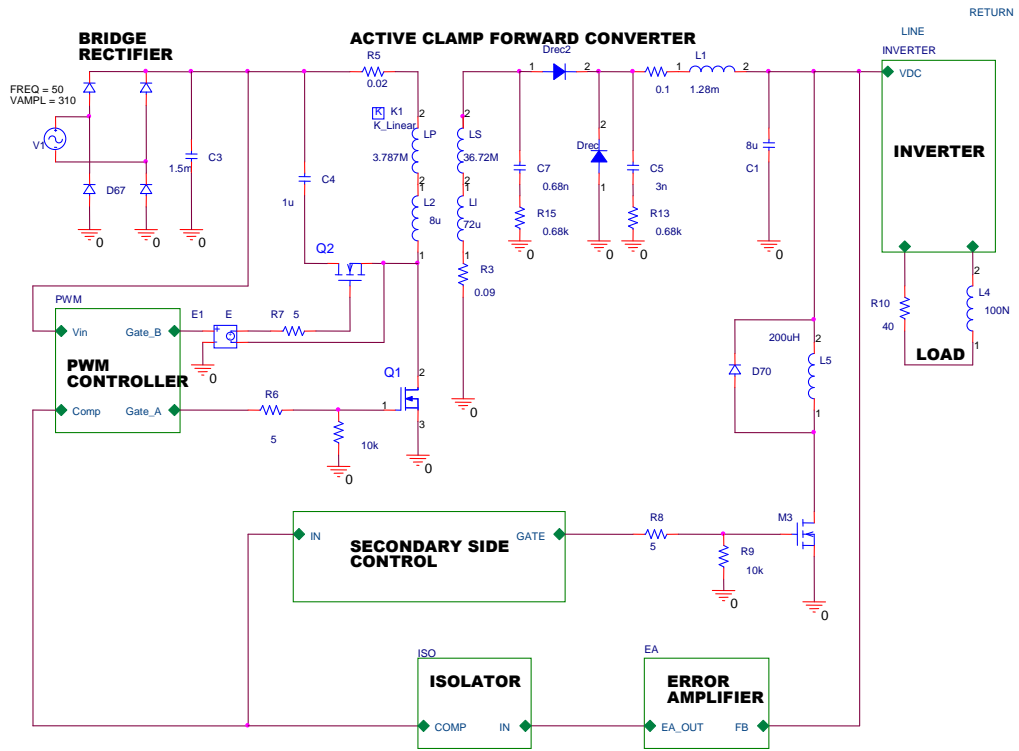 RETURN
LINE
BRIDGE
RECTIFIER
ACTIVE CLAMP FORWARD CONVERTER
INVERTER
VDC
INVERTER
FREQ = 50
VAMPL = 310
V1
D67
C3
1.5m
R5
0.02
K K1
K_Linear
2
LP
3.787M
1
2
L2
8u
1
C4
1u
Q2
2
LS
36.72M
1
2
LI
72u
1
R3
0.09
0
1
Drec2
2
C7
0.68n
R15
0.68k
0
2
Drec
1
0
C5
3n
R13
0.68k
0
0.1
L1
1
2
1.28m
8u
C1
0
0
0
0
R10
40
2
L4
100N
1
LOAD
PWM
Vin
Gate_B
PWM
CONTROLLER
Comp
Gate_A
E1
E
0
R7
5
R6
5
10k
0
Q1
1
2
3
0
200uH
D70
2
L5
1
SECONDARY SIDE
CONTROL
IN
GATE
R8
5
R9
10k
0
M3
0
ISO
ISOLATOR
COMP
IN
EA
ERROR
AMPLIFIER
EA_OUT
FB